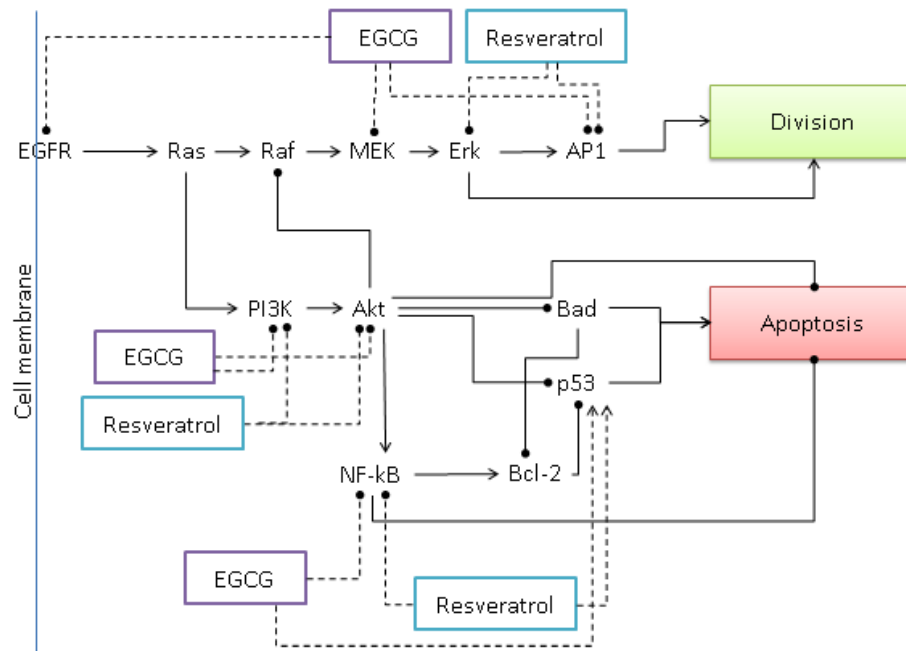 EGCG
Resveratrol
Division
EGFR
Ras
Raf
MEK
Erk
AP1
Cell membrane
PI3K
Akt
Bad
Apoptosis
EGCG
p53
Resveratrol
NF-kB
Bcl-2
EGCG
Resveratrol